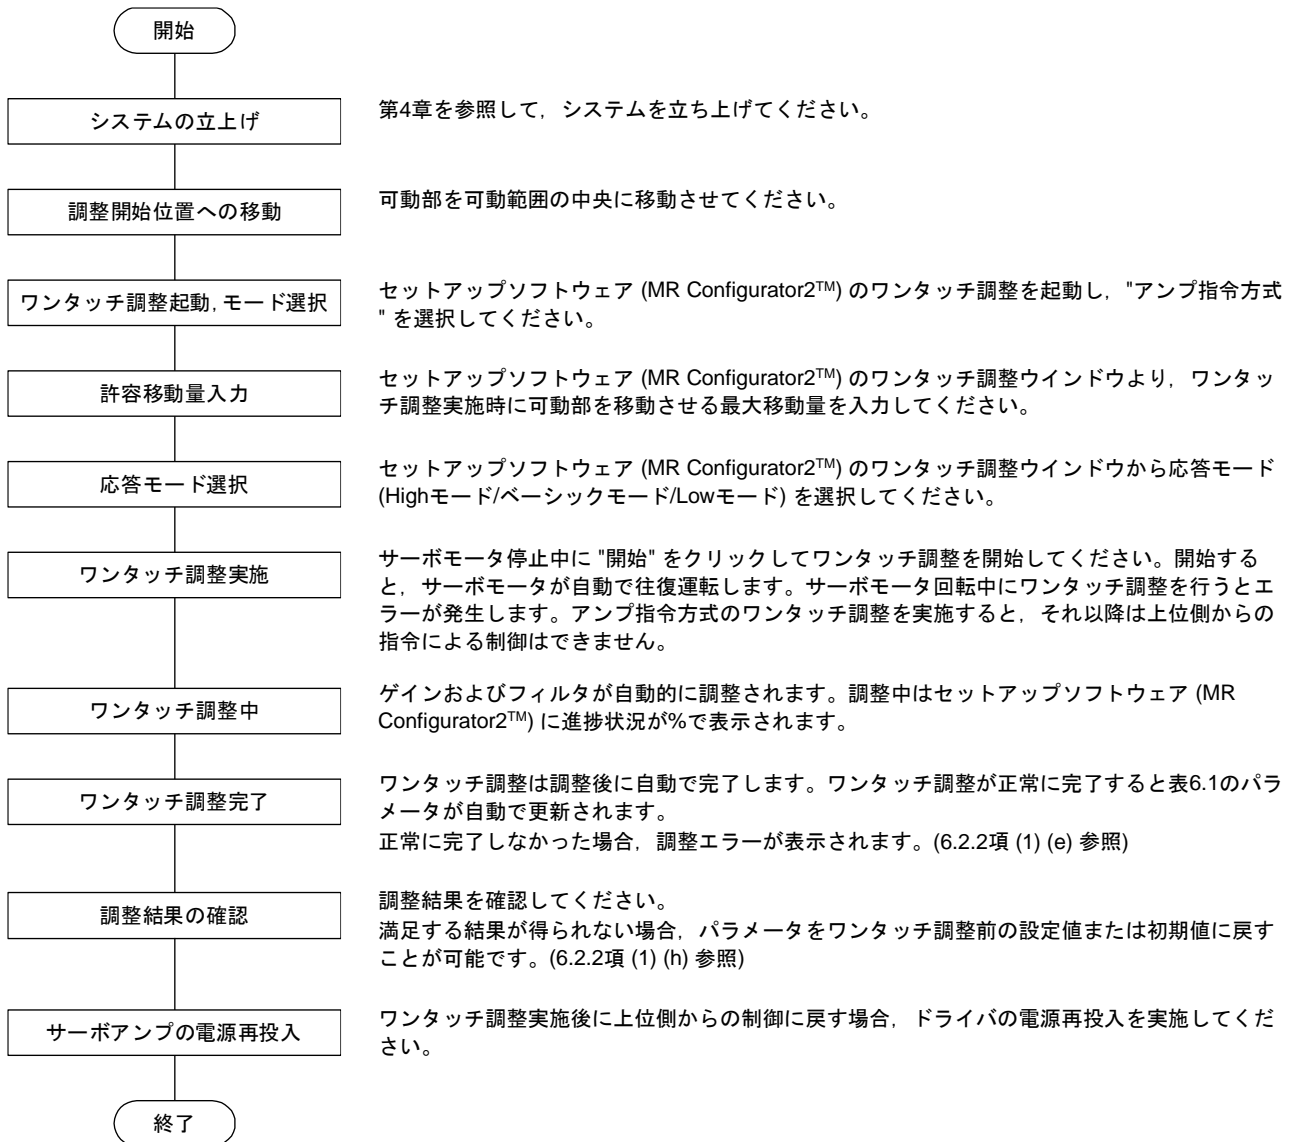 開始
システムの立上げ
第4章を参照して，システムを立ち上げてください。
調整開始位置への移動
可動部を可動範囲の中央に移動させてください。
ワンタッチ調整起動，モード選択
セットアップソフトウェア (MR Configurator2TM) のワンタッチ調整を起動し，"アンプ指令方式
" を選択してください。
許容移動量入力
セットアップソフトウェア (MR Configurator2TM) のワンタッチ調整ウインドウより，ワンタッ
チ調整実施時に可動部を移動させる最大移動量を入力してください。
応答モード選択
セットアップソフトウェア (MR Configurator2TM) のワンタッチ調整ウインドウから応答モード
(Highモード/ベーシックモード/Lowモード) を選択してください。
ワンタッチ調整実施
サーボモータ停止中に "開始" をクリックしてワンタッチ調整を開始してください。開始する
と，サーボモータが自動で往復運転します。サーボモータ回転中にワンタッチ調整を行うとエ
ラーが発生します。アンプ指令方式のワンタッチ調整を実施すると，それ以降は上位側からの
指令による制御はできません。
ワンタッチ調整中
ゲインおよびフィルタが自動的に調整されます。調整中はセットアップソフトウェア (MR
Configurator2TM) に進捗状況が%で表示されます。
ワンタッチ調整完了
ワンタッチ調整は調整後に自動で完了します。ワンタッチ調整が正常に完了すると表6.1のパラ
メータが自動で更新されます。
正常に完了しなかった場合，調整エラーが表示されます。(6.2.2項 (1) (e) 参照)
調整結果の確認
調整結果を確認してください。
満足する結果が得られない場合，パラメータをワンタッチ調整前の設定値または初期値に戻す
ことが可能です。(6.2.2項 (1) (h) 参照)
サーボアンプの電源再投入
ワンタッチ調整実施後に上位側からの制御に戻す場合，ドライバの電源再投入を実施してくだ
さい。
終了